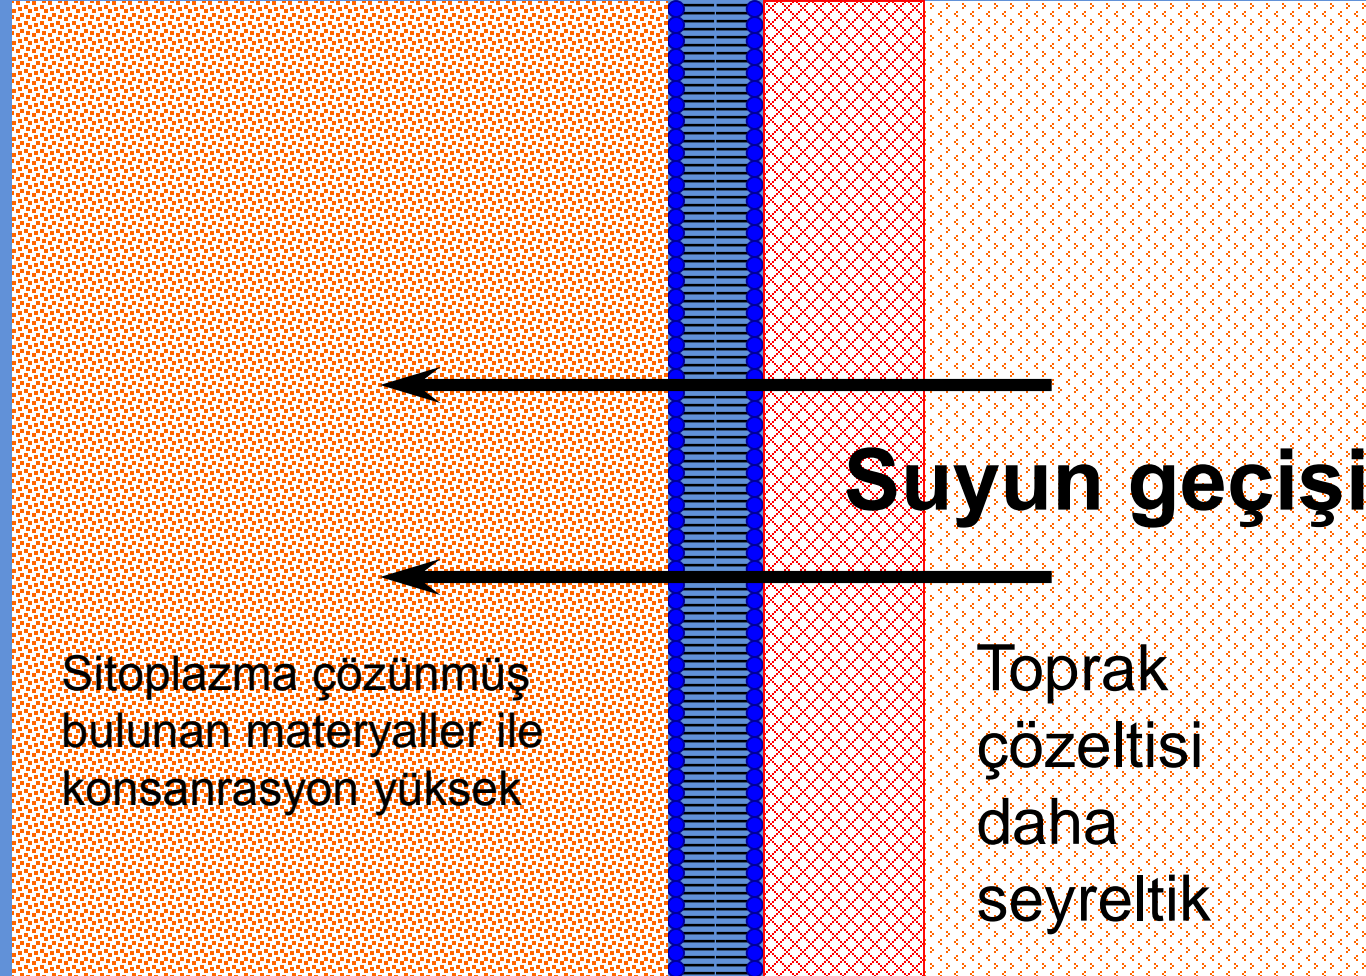 Suyun geçişi
Sitoplazma çözünmüş
bulunan materyaller ile
konsanrasyon yüksek
Toprak
çözeltisi
daha
seyreltik